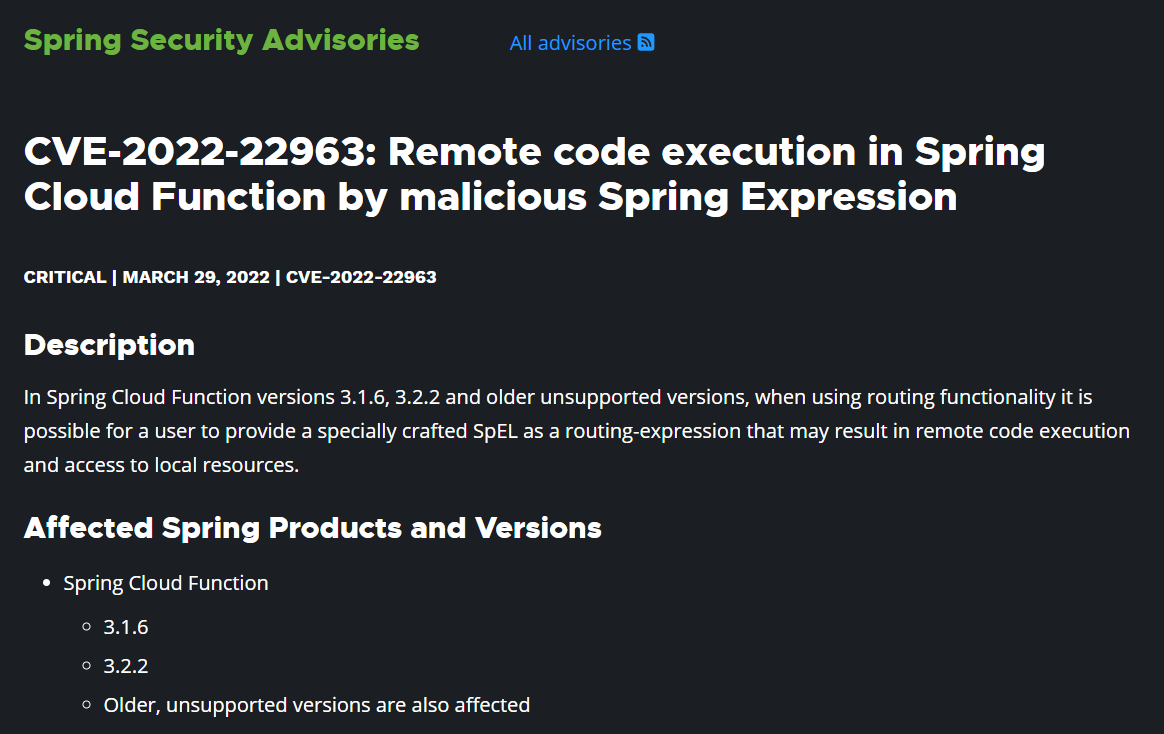 Spring Security Advisories
All advisories
CVE-2022-22963: Remote code execution in Spring
Cloud Function by malicious Spring Expression
CRITICAL | MARCH 29, 2022 | CVE-2022-22963
Description
In Spring Cloud Function versions 3.1.6, 3.2.2 and older unsupported versions, when using routing functionality it is
possible for a user to provide a specially crafted SpEL as a routing-expression that may result in remote code execution
and access to local resources.
Affected Spring Products and Versions
Spring Cloud Function
3.1.6
3.2.2
Older, unsupported versions are also affected